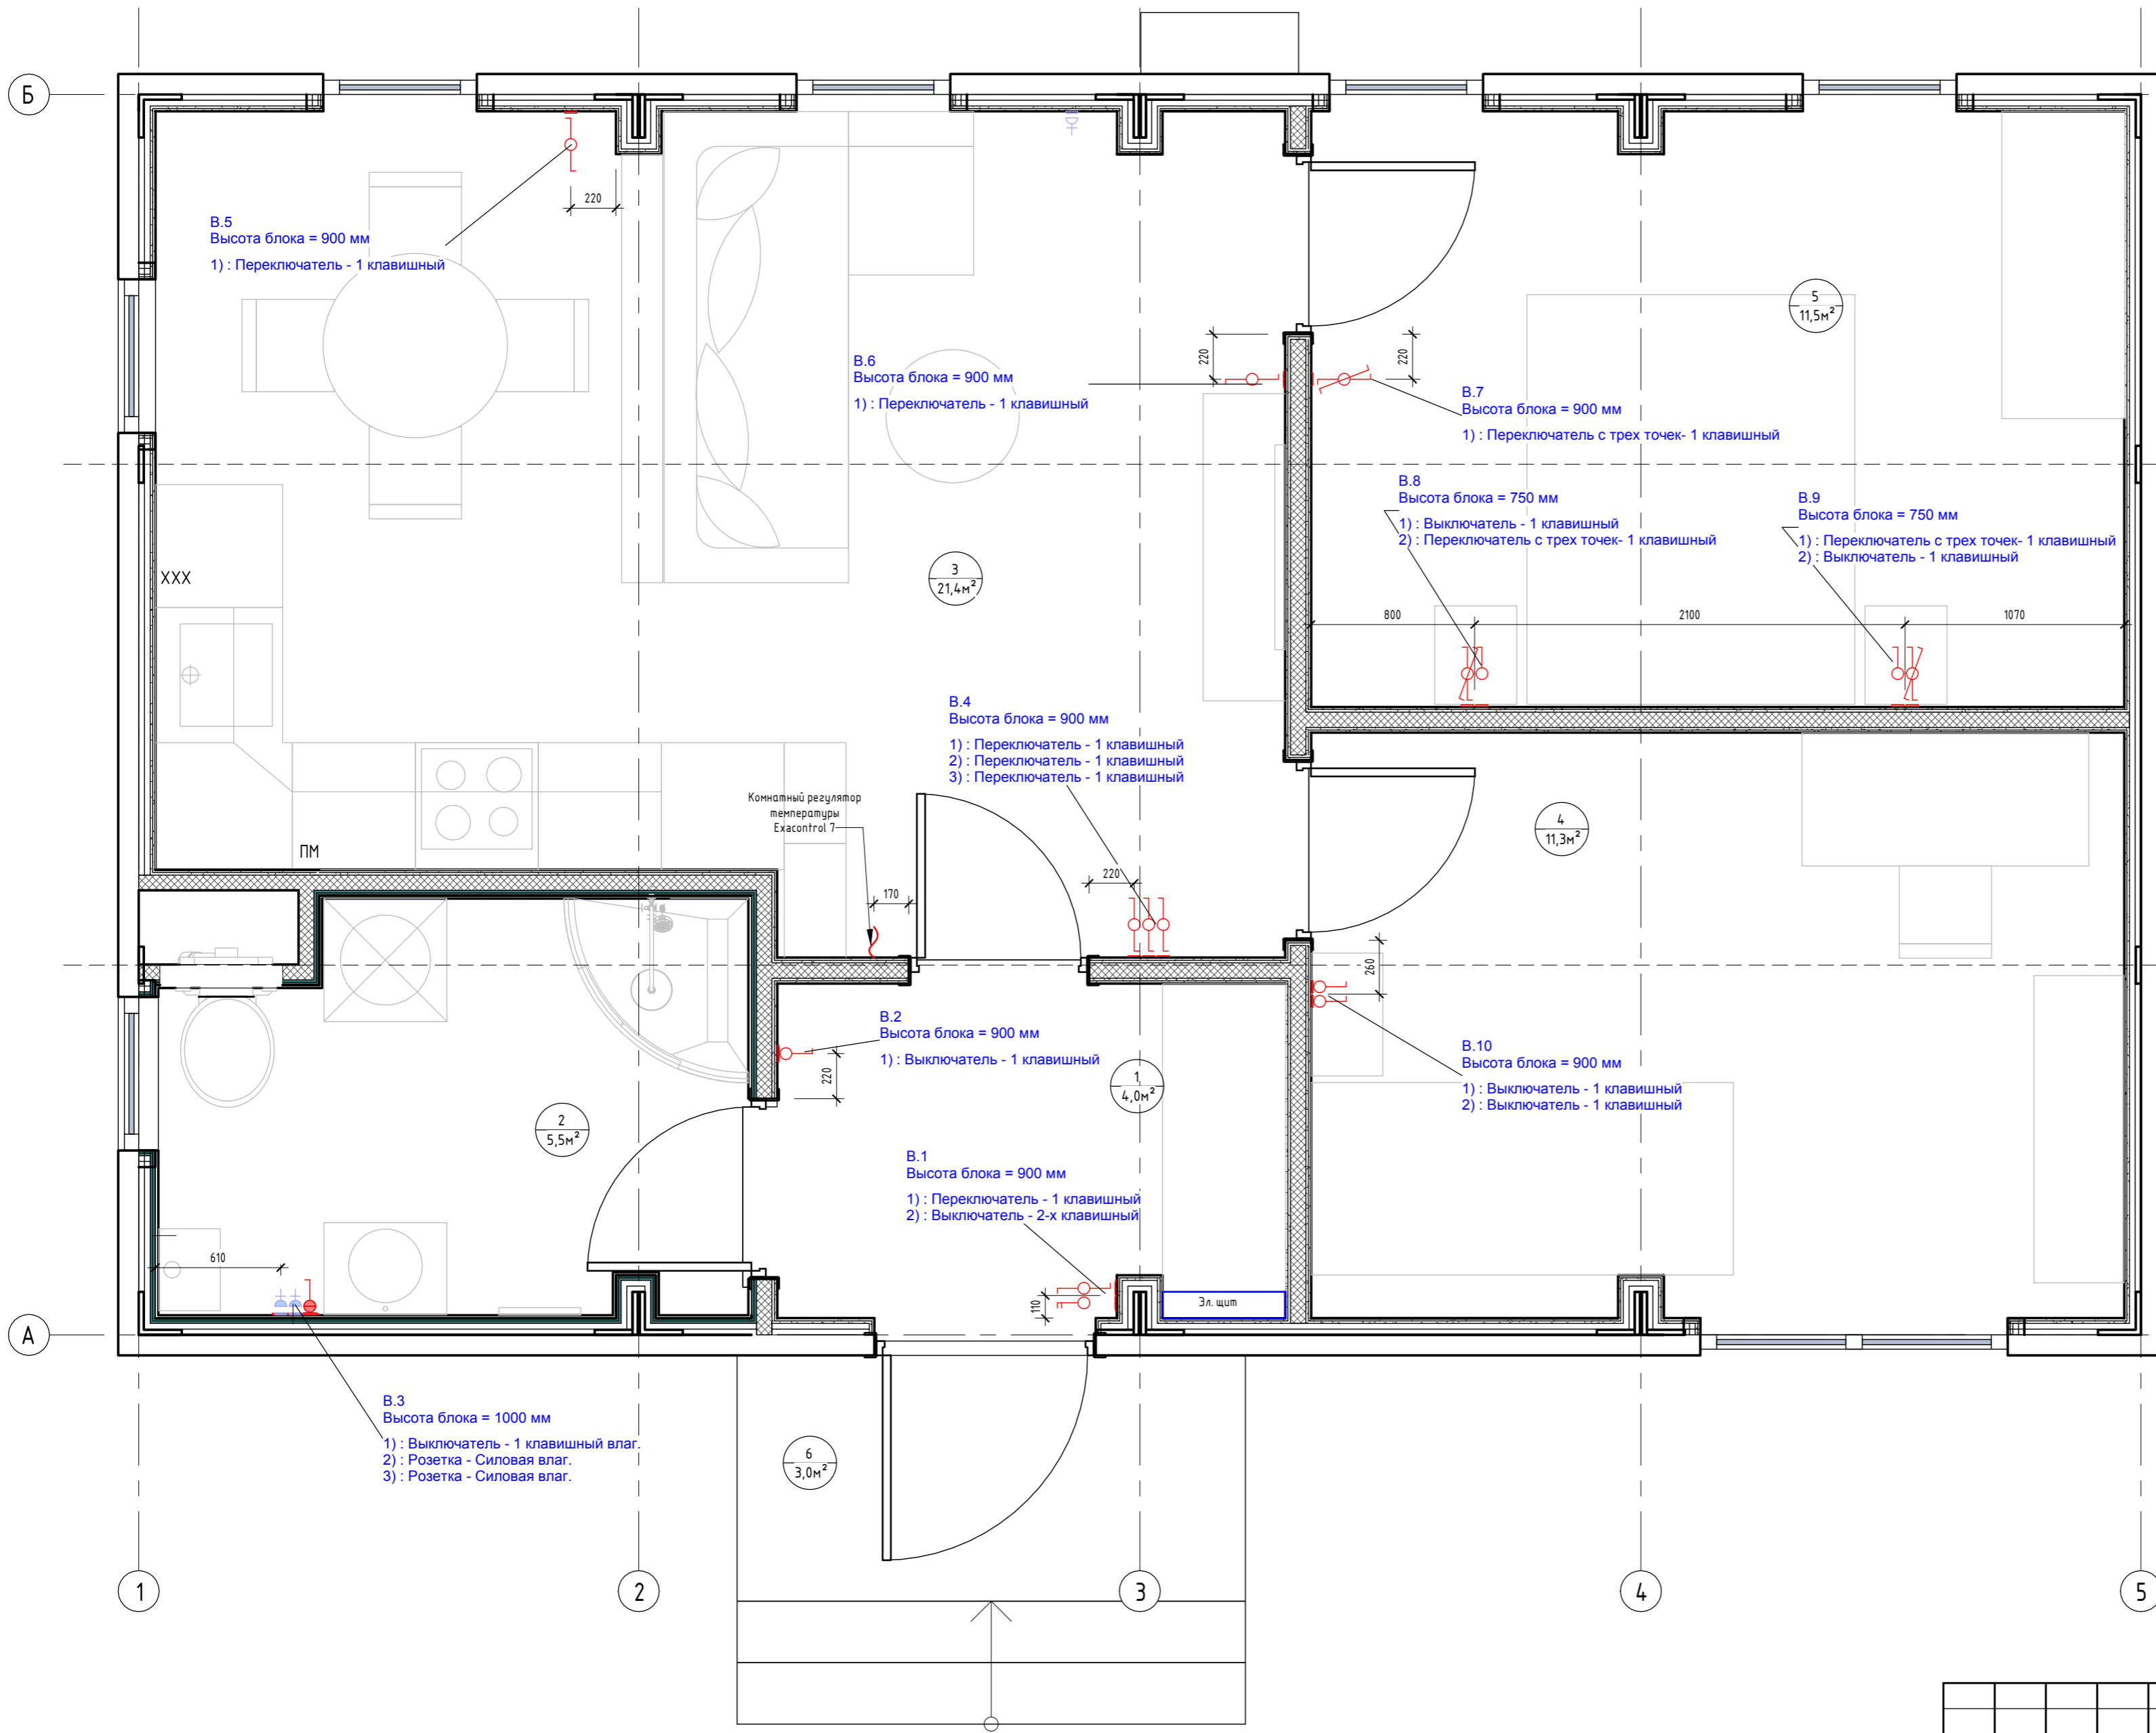 Б
В.5
Высота блока = 900 мм
1) : Переключатель - 1 клавишный
220
В.6
Высота блока = 900 мм
1) : Переключатель - 1 клавишный
220
220
В.7
Высота блока = 900 мм
1) : Переключатель с трех точек- 1 клавишный
5
11,5м²
В.8
Высота блока = 750 мм
1) : Выключатель - 1 клавишный
2) : Переключатель с трех точек- 1 клавишный
В.9
Высота блока = 750 мм
1) : Переключатель с трех точек- 1 клавишный
2) : Выключатель - 1 клавишный
800
2100
1070
ХХХ
3
21,4м²
В.4
Высота блока = 900 мм
1) : Переключатель - 1 клавишный
2) : Переключатель - 1 клавишный
3) : Переключатель - 1 клавишный
Комнатный регулятор
температуры
Exacontrol 7
ПМ
170
220
4
11,3м²
260
В.2
Высота блока = 900 мм
1) : Выключатель - 1 клавишный
220
1
4,0м²
В.10
Высота блока = 900 мм
1) : Выключатель - 1 клавишный
2) : Выключатель - 1 клавишный
2
5,5м²
В.1
Высота блока = 900 мм
1) : Переключатель - 1 клавишный
2) : Выключатель - 2-х клавишный
610
110
Эл. щит
А
В.3
Высота блока = 1000 мм
1) : Выключатель - 1 клавишный влаг.
2) : Розетка - Силовая влаг.
3) : Розетка - Силовая влаг.
6
3,0м²
1
2
3
4
5